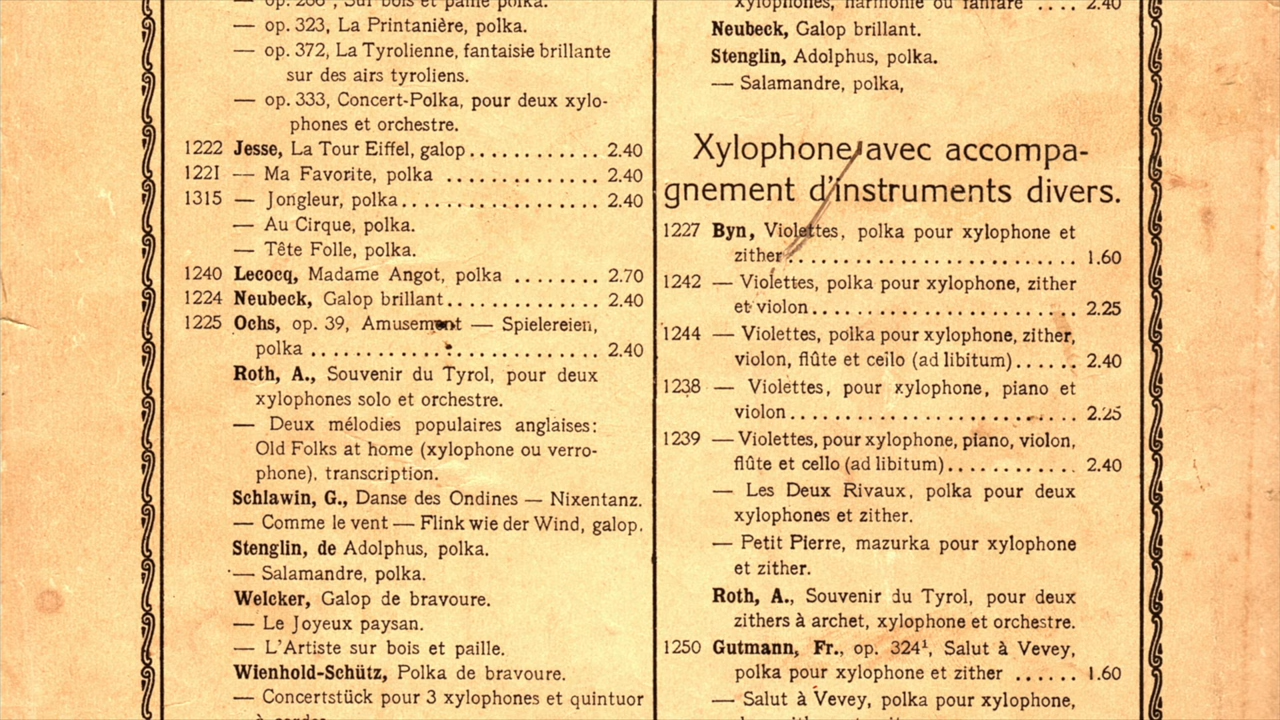 — op. 268 , Sur bois et paille polka.
— op. 323, La Printanière, polka.
— op. 372, La Tyrolienne, fantaisie brillante
sur des airs tyroliens.
— op. 333, Concert-Polka, pour deux xylo-
phones et orchestre.
1222 Jesse, La Tour Eiffel, galop............ 2.40
1221 — Ma Favorite, polka ............ 2.40
1315 — Jongleur, polka................ 2.40
— Au Cirque, polka.
— Tête Folle, polka.
1240 Lecocq, Madame Angot, polka ........ 2.70
1224 Neubeck, Galop brillant.............. 2.40
1225 Ochs, op. 39, Amusement — Spielereien,
polka .......................... 2.40
Roth, A., Souvenir du Tyrol, pour deux
xylophones solo et orchestre.
— Deux mélodies populaires anglaises:
Old Folks at home (xylophone ou verro-
phone), transcription.
Schlawin, G., Danse des Ondines — Nixentanz.
— Comme le vent — Flink wie der Wind, galop.
Stenglin, de Adolphus, polka.
— Salamandre, polka.
Welcker, Galop de bravoure.
— Le Joyeux paysan.
— L'Artiste sur bois et paille.
Wienhold-Schütz, Polka de bravoure.
— Concertstück pour 3 xylophones et quintuor
xylophones, harmonie ou fanfare .... 2.40
Neubeck, Galop brillant.
Stenglin, Adolphus, polka.
— Salamandre, polka,
Xylophone avec accompa-
gnement d'instruments divers.
1227 Byn, Violettes, polka pour xylophone et
zither.......................... 1.60
1242 — Violettes, polka pour xylophone, zither
et violon........................ 2.25
1244 — Violettes, polka pour xylophone, zither,
violon, flûte et cello (ad libitum)...... 2.40
1238 — Violettes, pour xylophone, piano et
violon.......................... 2.25
1239 — Violettes, pour xylophone, piano, violon,
flûte et cello (ad libitum)............ 2.40
— Les Deux Rivaux, polka pour deux
xylophones et zither.
— Petit Pierre, mazurka pour xylophone
et zither.
Roth, A., Souvenir du Tyrol, pour deux
zithers à archet, xylophone et orchestre.
1250 Gutmann, Fr., op. 324¹, Salut à Vevey,
polka pour xylophone et zither ...... 1.60
— Salut à Vevey, polka pour xylophone,